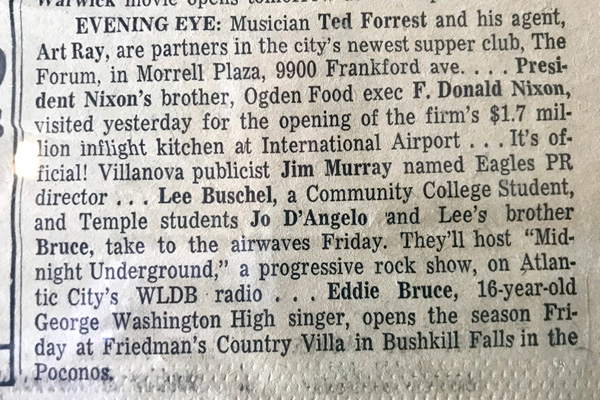 Warwick movie opens tomorrow
EVENING EYE: Musician Ted Forrest and his agent,
Art Ray, are partners in the city's newest supper club, The
Forum, in Morrell Plaza, 9900 Frankford ave. . . . Presi-
dent Nixon's brother, Ogden Food exec F. Donald Nixon,
visited yesterday for the opening of the firm's $1.7 mil-
lion inflight kitchen at International Airport . . . It's of-
ficial! Villanova publicist Jim Murray named Eagles PR
director . . . Lee Buschel, a Community College Student,
and Temple students Jo D'Angelo and Lee's brother
Bruce, take to the airwaves Friday. They'll host "Mid-
night Underground," a progressive rock show, on Atlan-
tic City's WLDB radio . . . Eddie Bruce, 16-year-old
George Washington High singer, opens the season Fri-
day at Friedman's Country Villa in Bushkill Falls in the
Poconos.